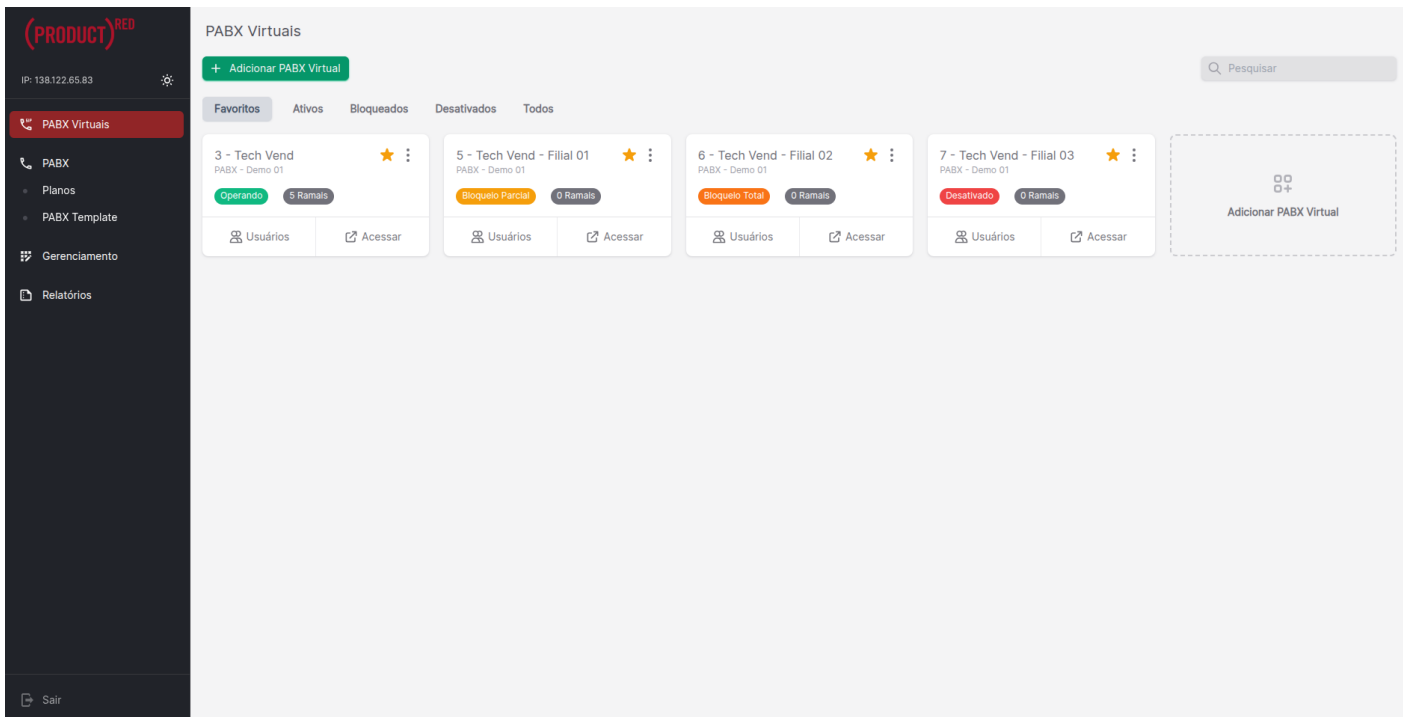 (PRODUCT)RED
IP: 138.122.65.83
PABX Virtuais
PABX
Planos
PABX Template
Gerenciamento
Relatórios
Sair
PABX Virtuais
+ Adicionar PABX Virtual
Pesquisar
Favoritos Ativos Bloqueados Desativados Todos
3 - Tech Vend
PABX - Demo 01
Operando 5 Ramais
Usuários Acessar
5 - Tech Vend - Filial 01
PABX - Demo 01
Bloqueio Parcial 0 Ramais
Usuários Acessar
6 - Tech Vend - Filial 02
PABX - Demo 01
Bloqueio Total 0 Ramais
Usuários Acessar
7 - Tech Vend - Filial 03
PABX - Demo 01
Desativado 0 Ramais
Usuários Acessar
Adicionar PABX Virtual